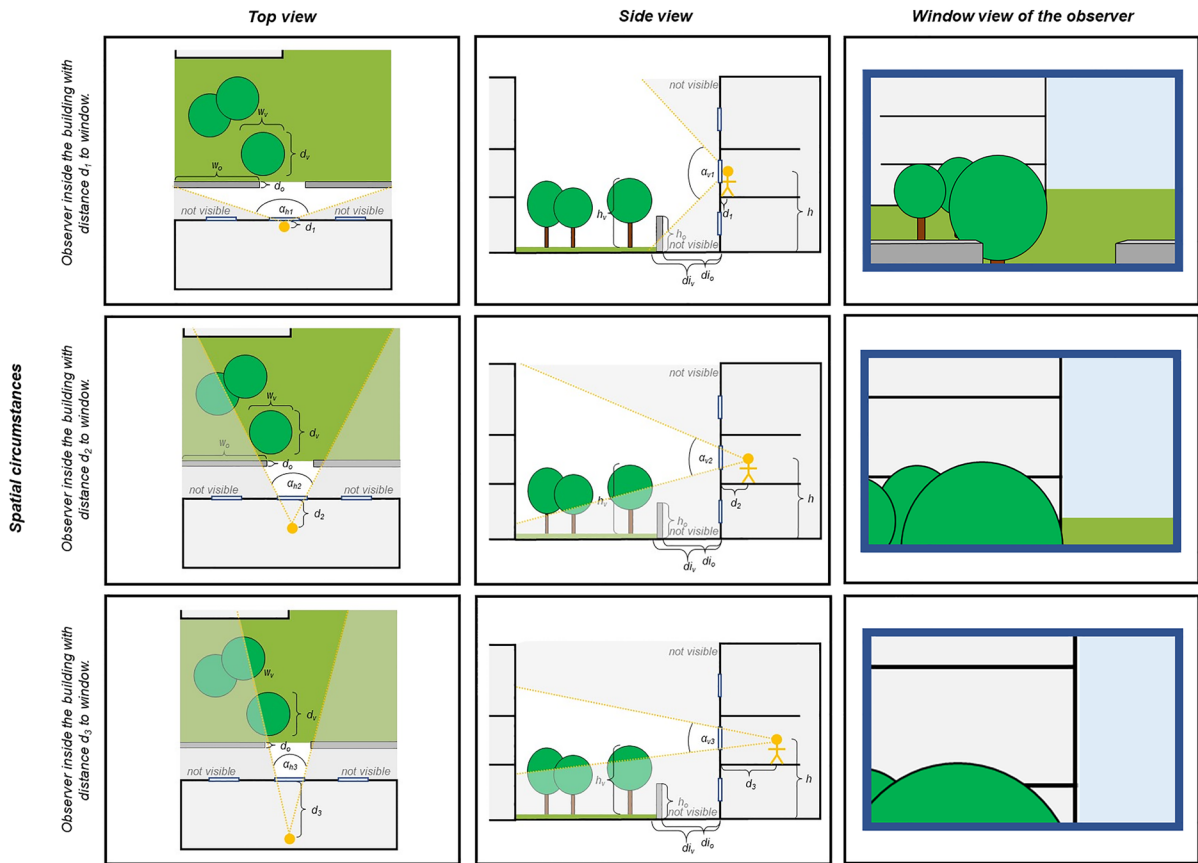 Top view
Side view
Window view of the observer
Spatial circumstances
Observer inside the building with
distance d₁ to window.
wᵥ
dᵥ
wₒ
dₒ
not visible
αₕ₁
not visible
d₁
not visible
αᵥ₁
d₁
hᵥ
hₒ
h
not visible
diᵥ
diₒ
Observer inside the building with
distance d₂ to window.
wᵥ
dᵥ
wₒ
dₒ
not visible
αₕ₂
not visible
d₂
not visible
αᵥ₂
d₂
hᵥ
hₒ
h
not visible
diᵥ
diₒ
Observer inside the building with
distance d₃ to window.
wᵥ
dᵥ
dₒ
not visible
αₕ₃
not visible
d₃
not visible
αᵥ₃
d₃
hᵥ
hₒ
h
not visible
diᵥ
diₒ